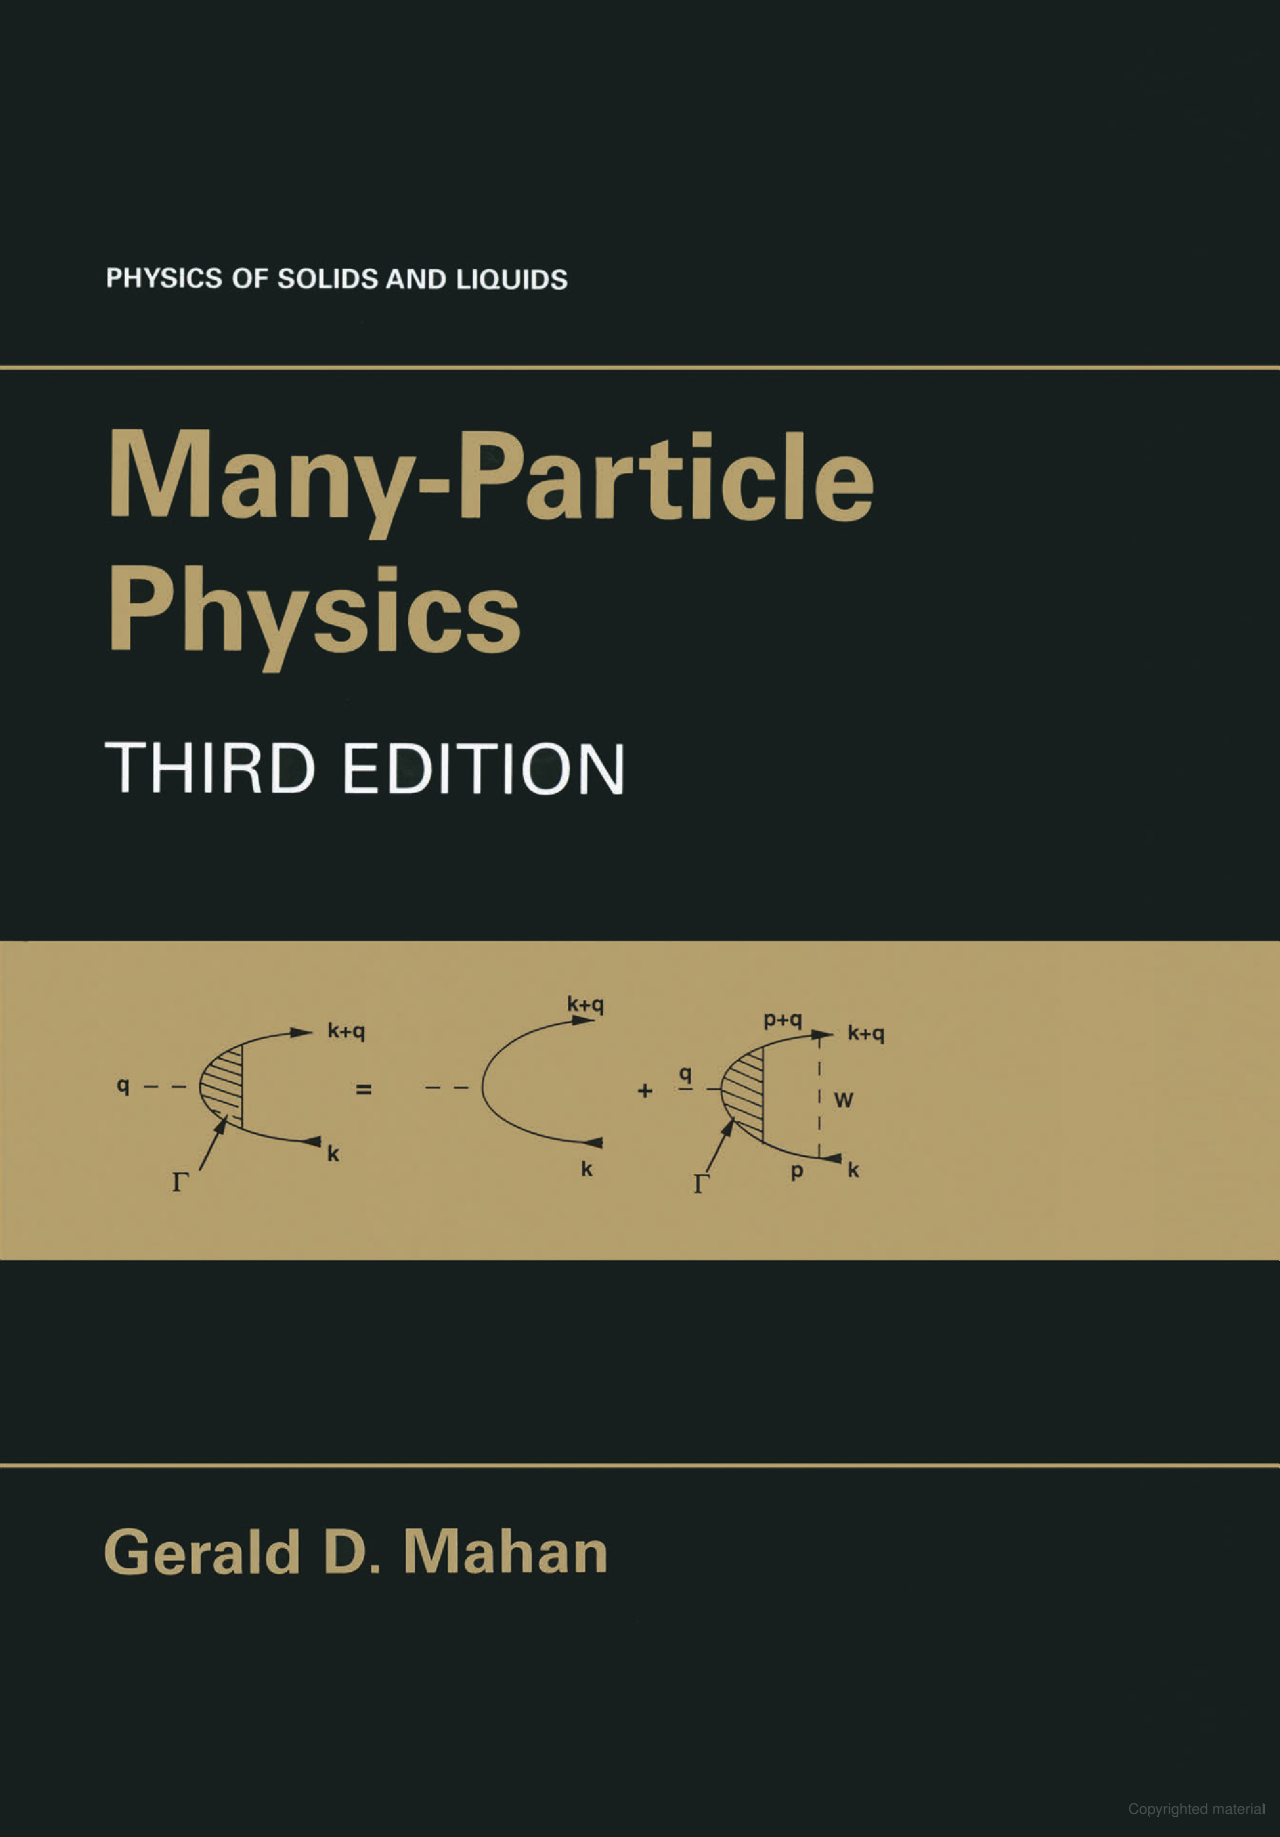 PHYSICS OF SOLIDS AND LIQUIDS
Many-Particle
Physics
THIRD EDITION
k+q
q
=
k
Γ
k+q
k
+
p+q
k+q
q
W
p
k
Γ
Gerald D. Mahan
Copyrighted material